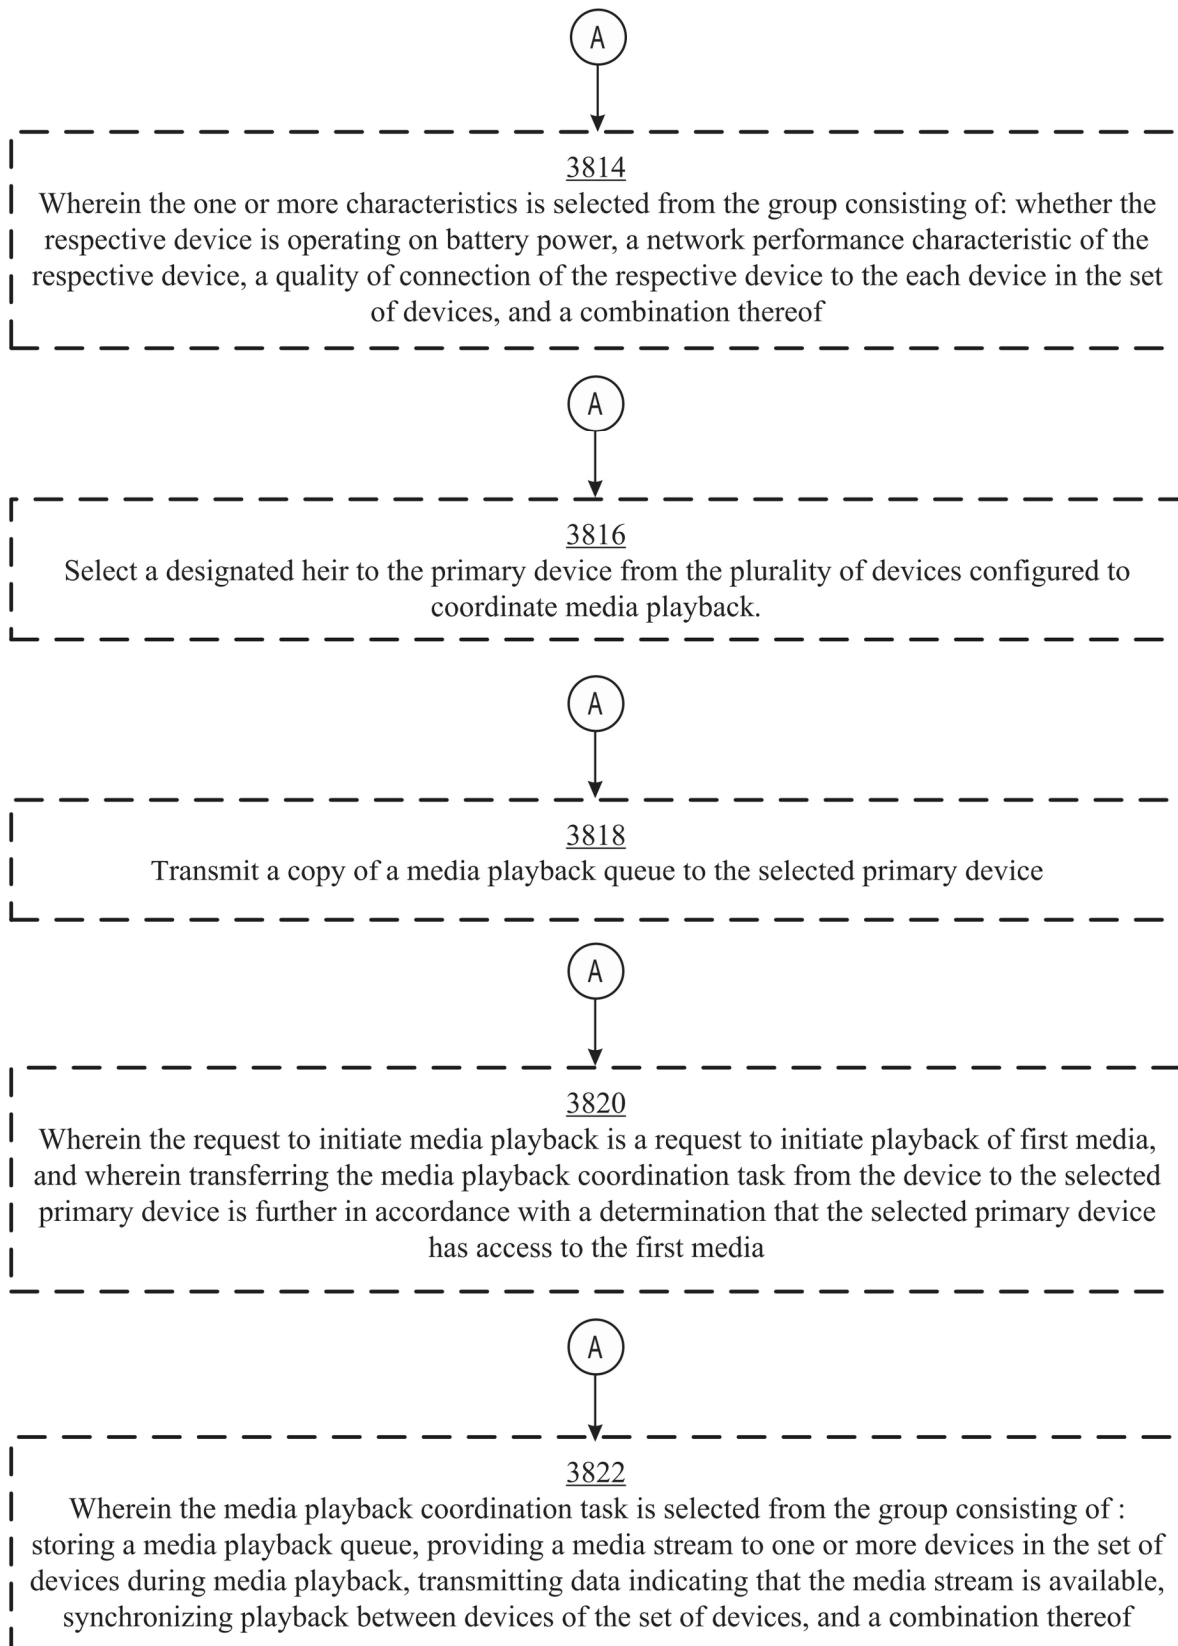 A
3814
Wherein the one or more characteristics is selected from the group consisting of: whether the
respective device is operating on battery power, a network performance characteristic of the
respective device, a quality of connection of the respective device to the each device in the set
of devices, and a combination thereof
A
3816
Select a designated heir to the primary device from the plurality of devices configured to
coordinate media playback.
A
3818
Transmit a copy of a media playback queue to the selected primary device
A
3820
Wherein the request to initiate media playback is a request to initiate playback of first media,
and wherein transferring the media playback coordination task from the device to the selected
primary device is further in accordance with a determination that the selected primary device
has access to the first media
A
3822
Wherein the media playback coordination task is selected from the group consisting of :
storing a media playback queue, providing a media stream to one or more devices in the set of
devices during media playback, transmitting data indicating that the media stream is available,
synchronizing playback between devices of the set of devices, and a combination thereof